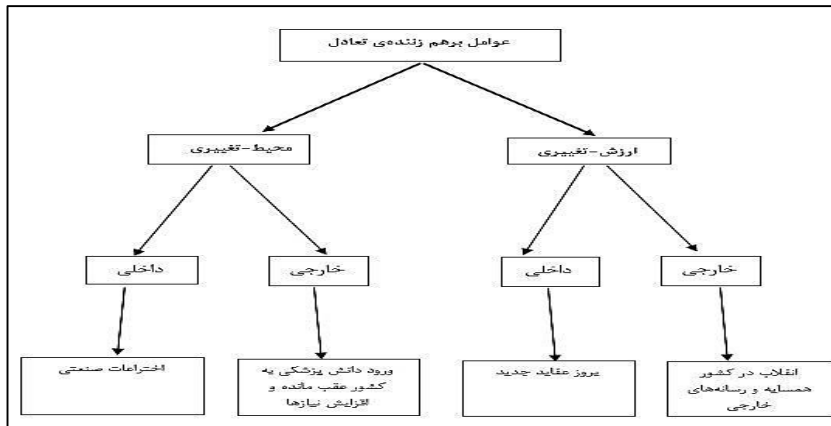 عوامل برهم زننده‌ی تعادل
ارزش-تغییری
محیط-تغییری
خارجی
داخلی
خارجی
داخلی
انقلاب در کشور
همسایه و رسانه‌های
خارجی
بروز عقاید جدید
ورود دانش پزشکی به
کشور عقب مانده و
افزایش نیازها
اختراعات صنعتی